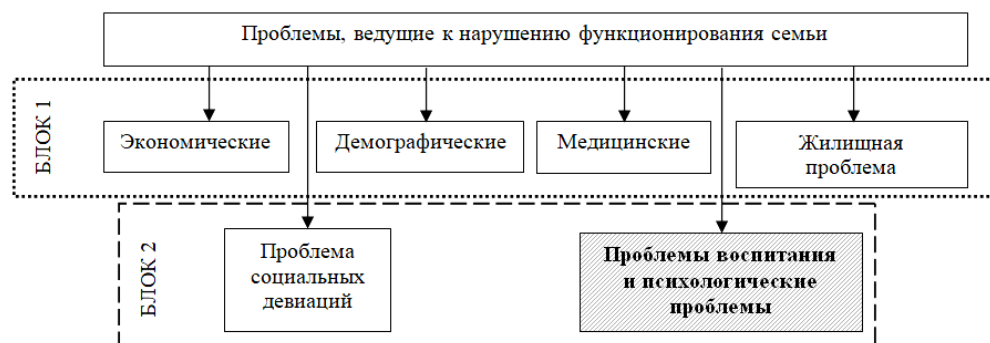 Проблемы, ведущие к нарушению функционирования семьи
БЛОК 1
Экономические
Демографические
Медицинские
Жилищная
проблема
БЛОК 2
Проблема
социальных
девиаций
Проблемы воспитания
и психологические
проблемы